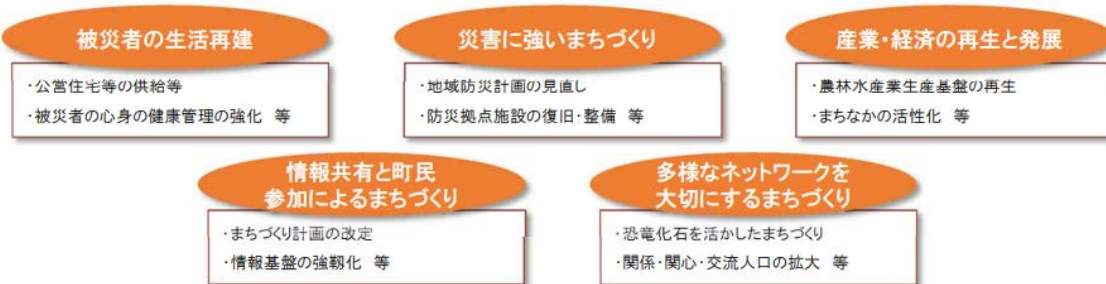 被災者の生活再建
・公営住宅等の供給等
・被災者の心身の健康管理の強化 等
災害に強いまちづくり
・地域防災計画の見直し
・防災拠点施設の復旧・整備 等
産業・経済の再生と発展
・農林水産業生産基盤の再生
・まちなかの活性化 等
情報共有と町民
参加によるまちづくり
・まちづくり計画の改定
・情報基盤の強靱化 等
多様なネットワークを
大切にするまちづくり
・恐竜化石を活かしたまちづくり
・関係・関心・交流人口の拡大 等